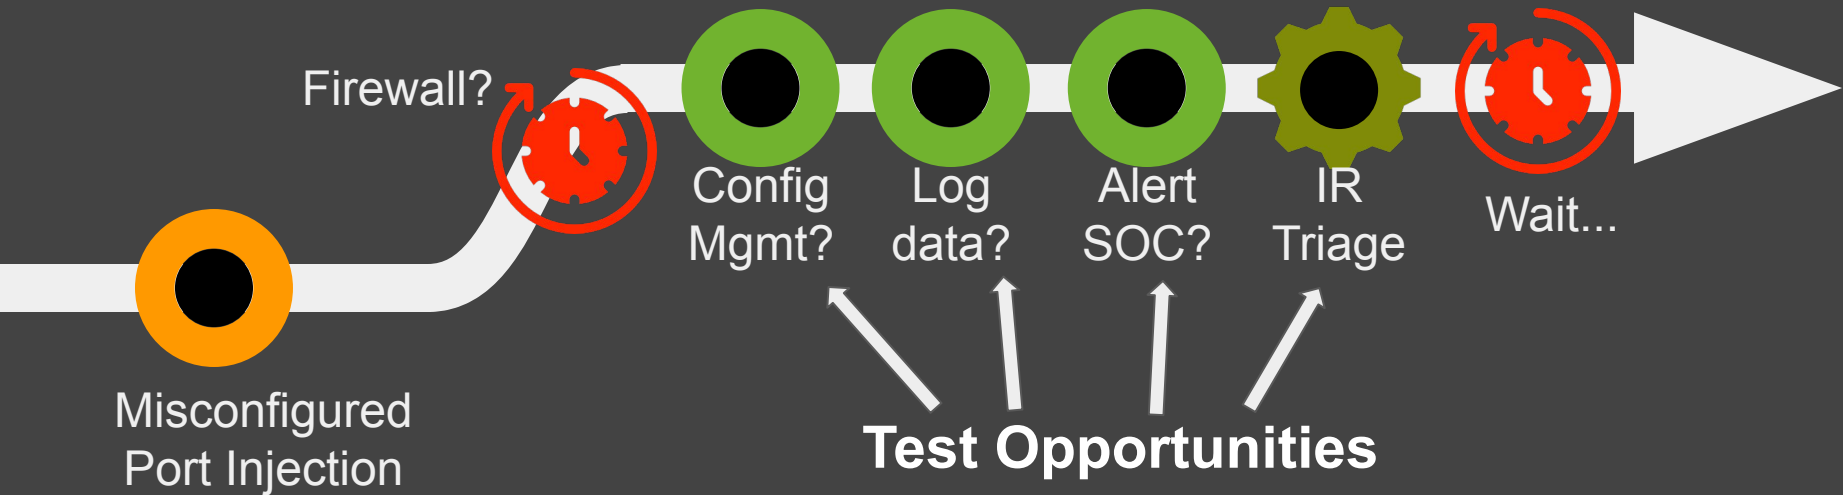 Firewall?
Config
Mgmt?
Log
data?
Alert
SOC?
IR
Triage
Wait...
Misconfigured
Port Injection
Test Opportunities